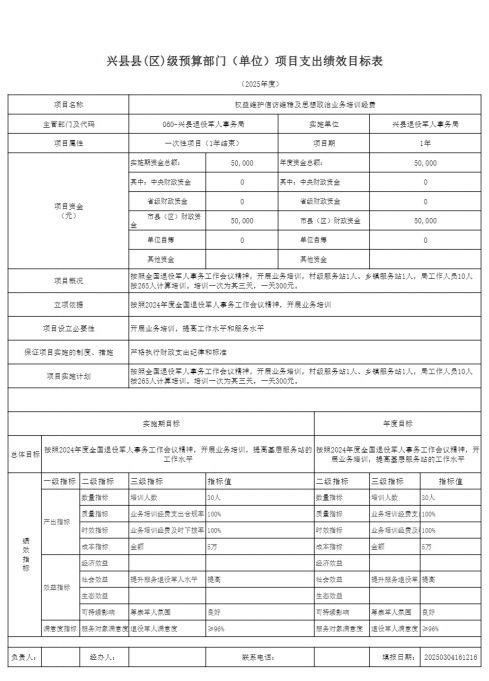 兴县县(区)级预算部门（单位）项目支出绩效目标表
（2025年度）
项目名称 权益维护信访维稳及思想政治业务培训经费
主管部门及代码 060-兴县退役军人事务局 实施单位 兴县退役军人事务局
项目属性 一次性项目（1年结束） 项目期 1年
项目资金（元） 实施期资金总额： 50,000 年度资金总额： 50,000
其中：中央财政资金 0 其中：中央财政资金 0
省级财政资金 0 省级财政资金 0
市县（区）财政资金 50,000 市县（区）财政资金 50,000
单位自筹 0 单位自筹 0
其他资金 其他资金
项目概况 按照全国退役军人事务工作会议精神，开展业务培训，村级服务站1人、乡镇服务站1人，局工作人员10人
按265人计算培训。培训一次为其三天，一天300元。
立项依据 按照2024年度全国退役军人事务工作会议精神，开展业务培训
项目设立必要性 开展业务培训，提高工作水平和服务水平
保证项目实施的制度、措施 严格执行财政支出纪律和标准
项目实施计划 按照全国退役军人事务工作会议精神，开展业务培训，村级服务站1人、乡镇服务站1人，局工作人员10人
按265人计算培训。培训一次为其三天，一天300元。
实施期目标 年度目标
总体目标 按照2024年度全国退役军人事务工作会议精神，开展业务培训，提高基层服务站的工作水平 按照2024年度全国退役军人事务工作会议精神，开展业务培训，提高基层服务站的工作水平
绩效指标 一级指标 二级指标 三级指标 指标值 二级指标 三级指标 指标值
产出指标 数量指标 培训人数 30人 数量指标 培训人数 30人
质量指标 业务培训经费支出合规率 100% 质量指标 业务培训经费支 100%
时效指标 业务培训经费及时下拨率 100% 时效指标 业务培训经费及 100%
成本指标 金额 5万 成本指标 金额 5万
效益指标 经济效益 经济效益
社会效益 提升服务退役军人水平 提高 社会效益 提升服务退役军 提高
生态效益 生态效益
可持续影响 尊崇军人氛围 良好 可持续影响 尊崇军人氛围 良好
满意度指标 服务对象满意度 退役军人满意度 ≥96% 服务对象满意度 退役军人满意度 ≥96%
负责人： 经办人： 联系电话： 填报日期： 20250304161216